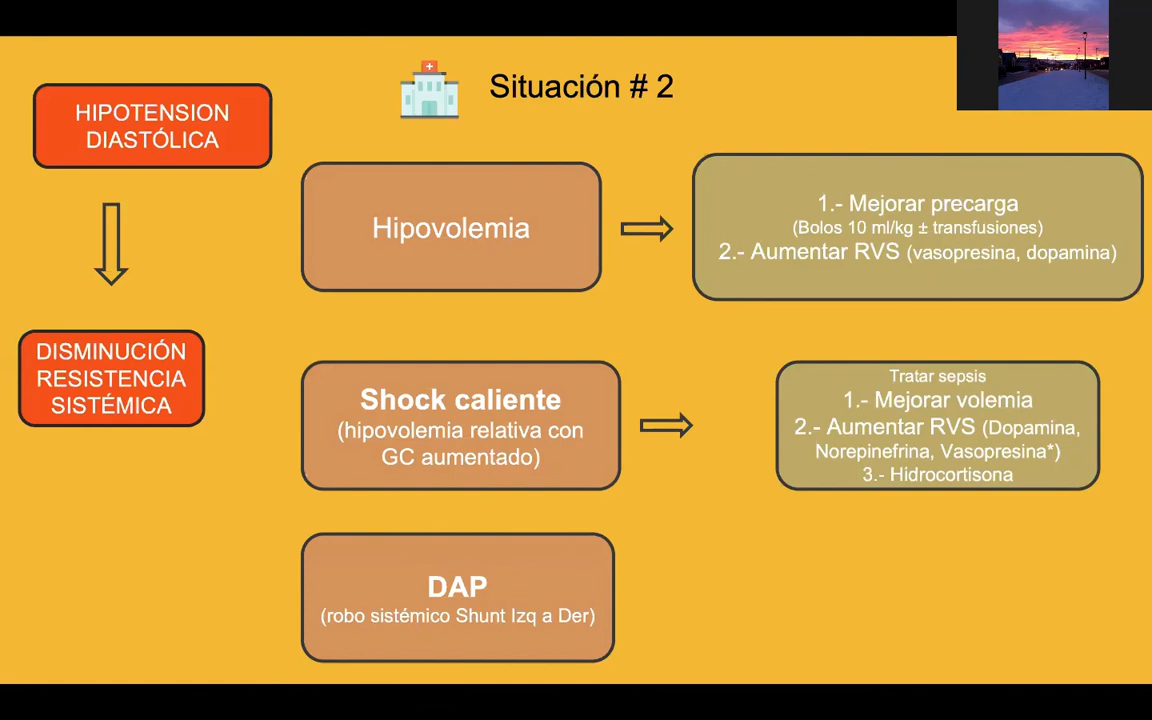 Situación # 2
HIPOTENSION
DIASTÓLICA
DISMINUCIÓN
RESISTENCIA
SISTÉMICA
Hipovolemia
1.- Mejorar precarga
(Bolos 10 ml/kg ± transfusiones)
2.- Aumentar RVS (vasopresina, dopamina)
Shock caliente
(hipovolemia relativa con
GC aumentado)
Tratar sepsis
1.- Mejorar volemia
2.- Aumentar RVS (Dopamina,
Norepinefrina, Vasopresina*)
3.- Hidrocortisona
DAP
(robo sistémico Shunt Izq a Der)